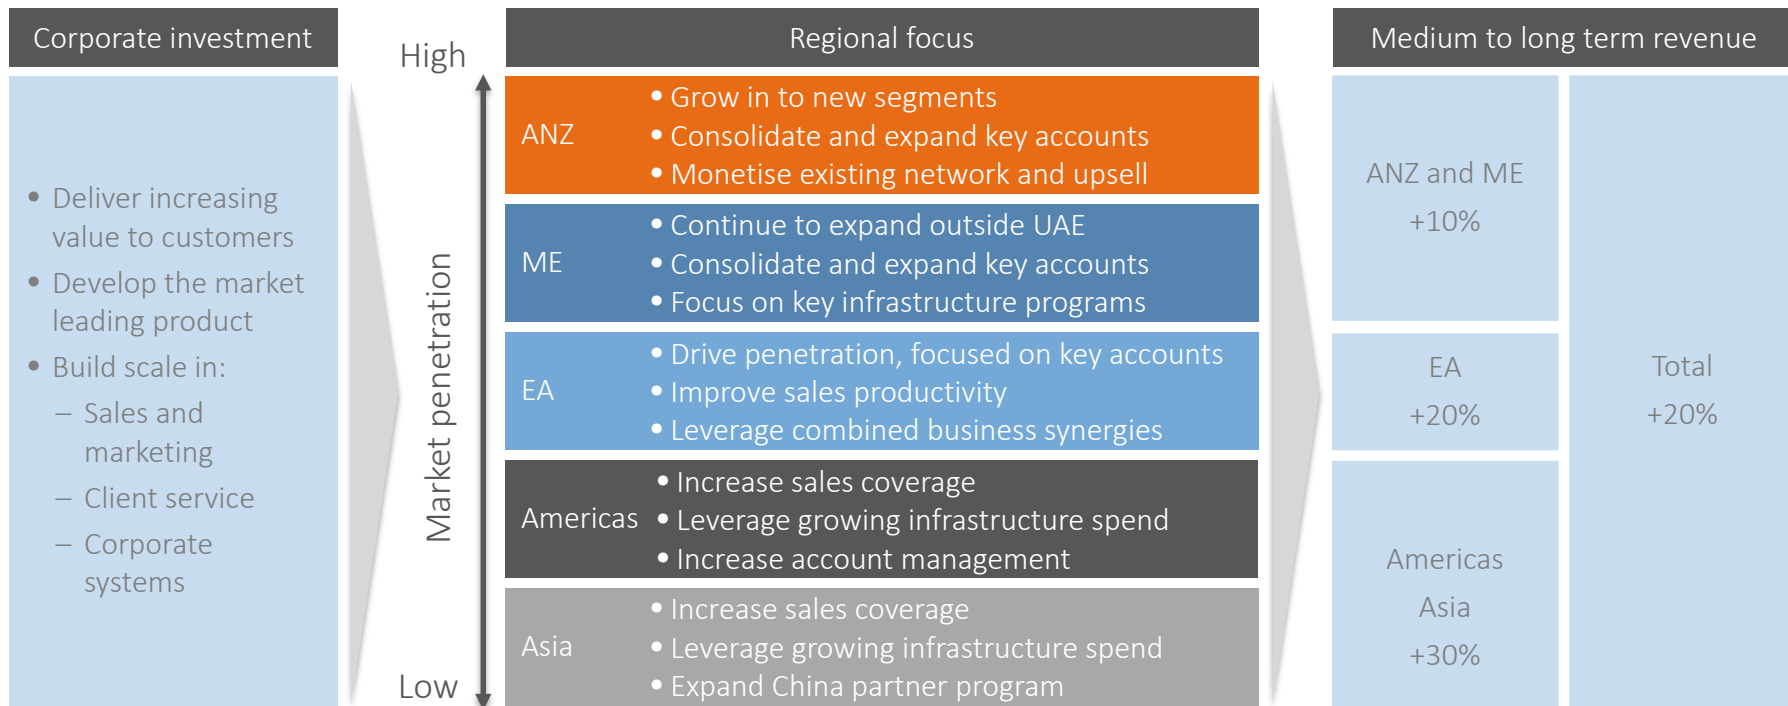 Corporate investment
• Deliver increasing
value to customers
• Develop the market
leading product
• Build scale in:
– Sales and
marketing
– Client service
– Corporate
systems
High
Market penetration
Low
Regional focus
ANZ
• Grow in to new segments
• Consolidate and expand key accounts
• Monetise existing network and upsell
ME
• Continue to expand outside UAE
• Consolidate and expand key accounts
• Focus on key infrastructure programs
EA
• Drive penetration, focused on key accounts
• Improve sales productivity
• Leverage combined business synergies
Americas
• Increase sales coverage
• Leverage growing infrastructure spend
• Increase account management
Asia
• Increase sales coverage
• Leverage growing infrastructure spend
• Expand China partner program
Medium to long term revenue
ANZ and ME
+10%
EA
+20%
Americas
Asia
+30%
Total
+20%